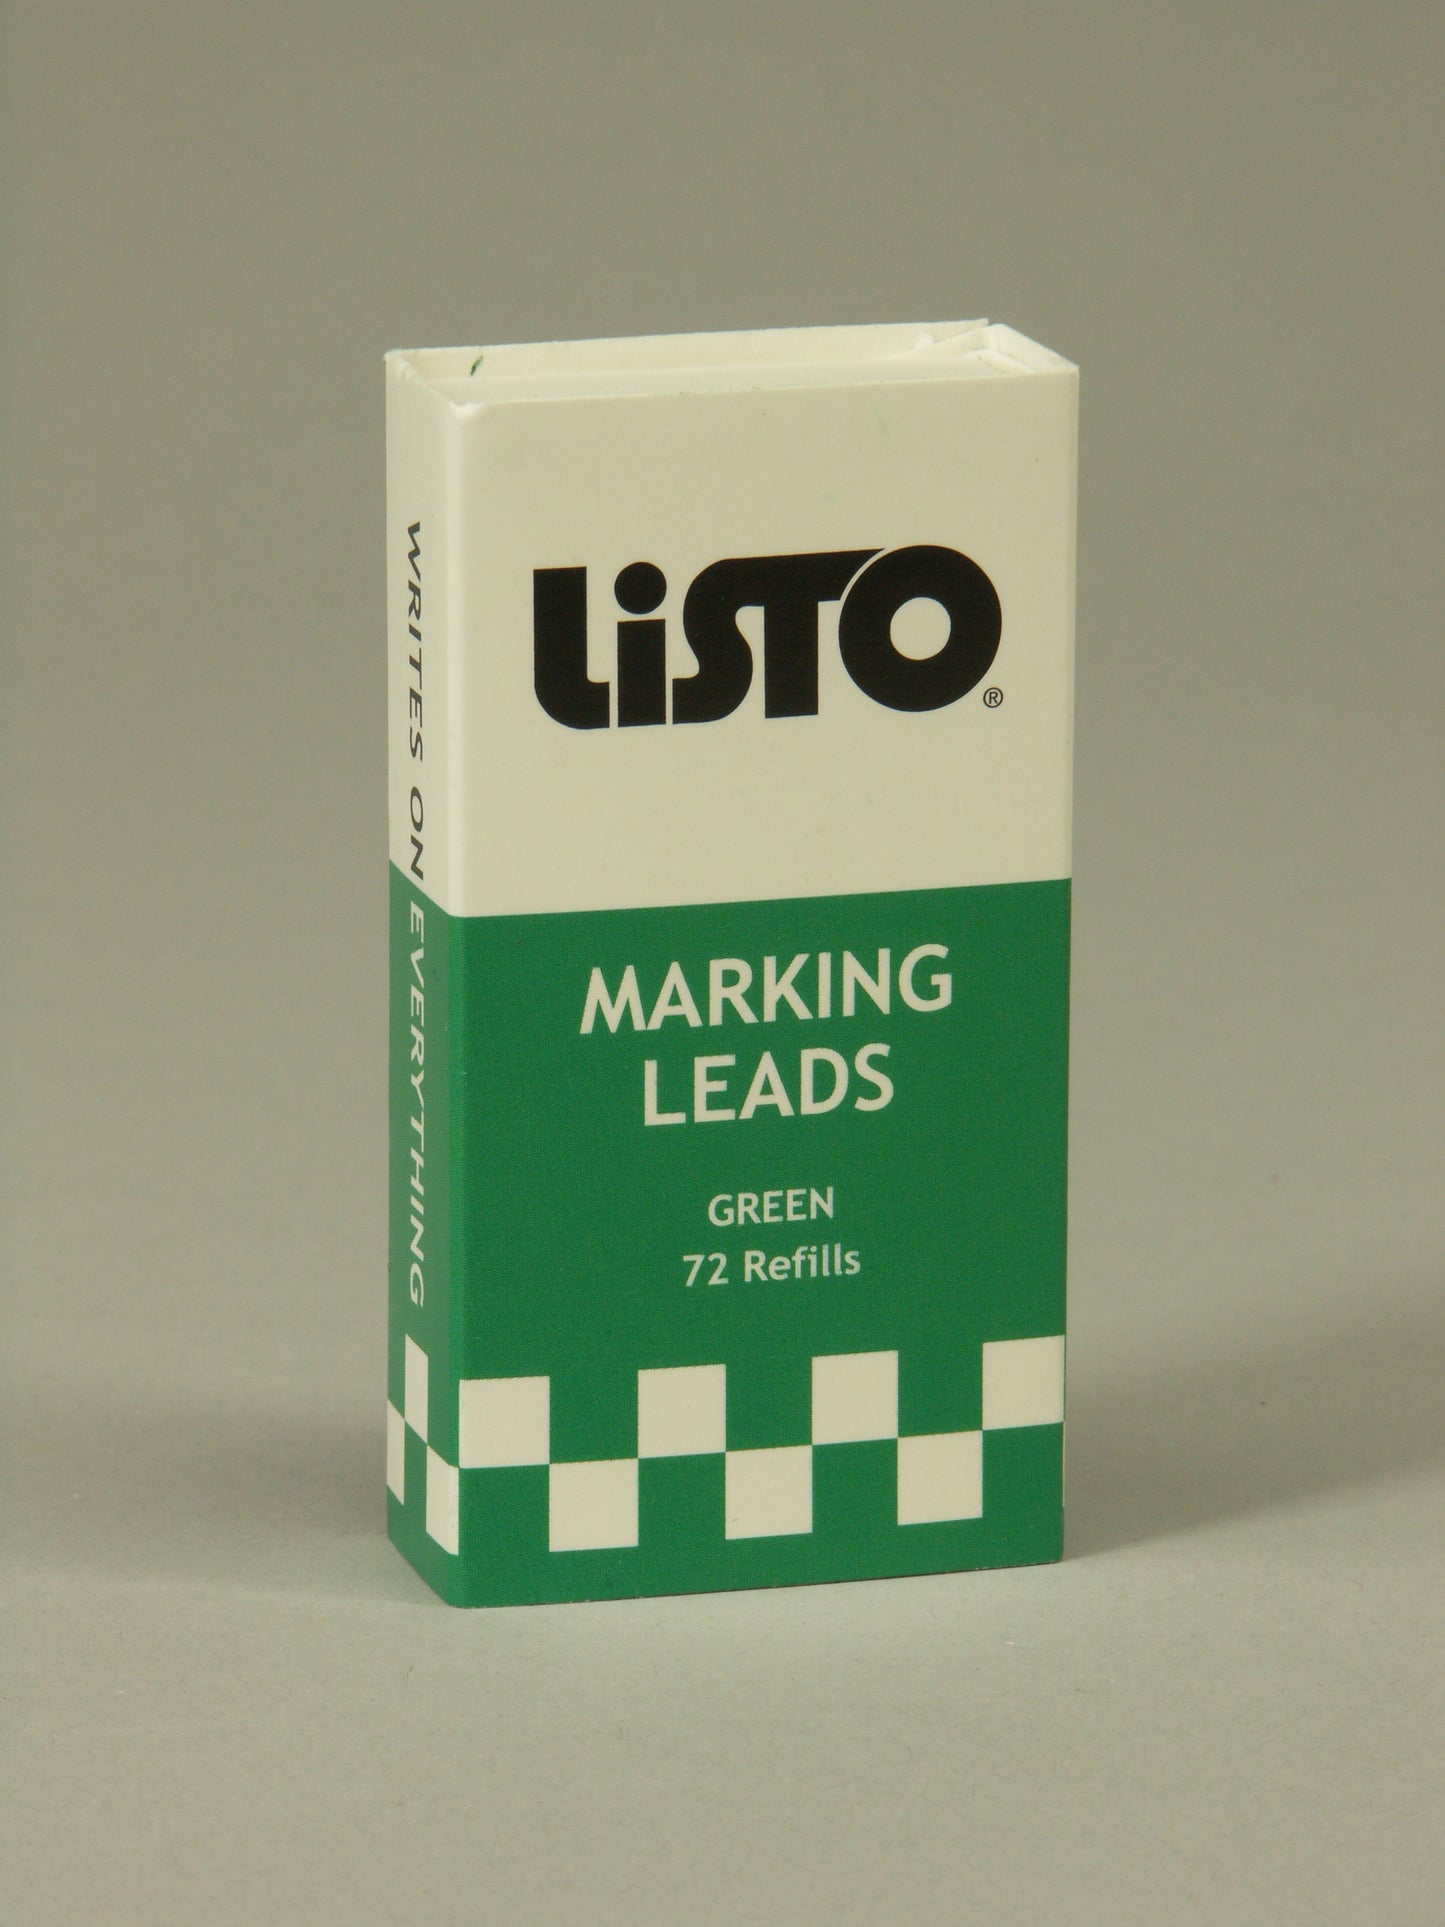 LiSTO®
MARKING
LEADS
GREEN
72 Refills
WRITES ON EVERYTHING